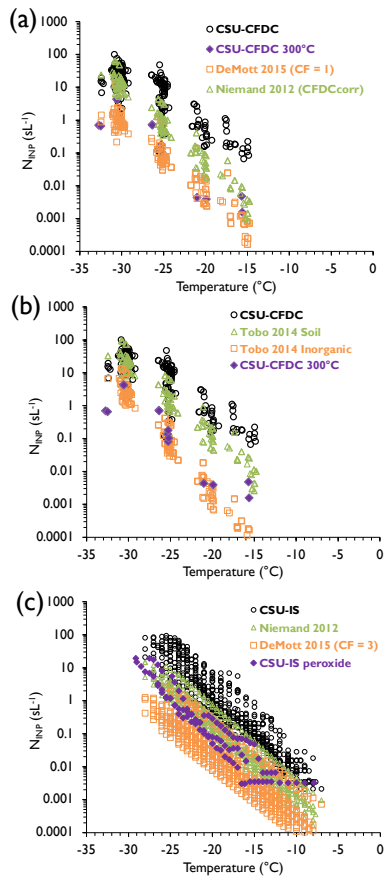 (a)
CSU-CFDC
CSU-CFDC 300°C
DeMott 2015 (CF = 1)
Niemand 2012 (CFDCcorr)
1000
100
10
1
0.1
0.01
0.001
0.0001
N_INP (sL⁻¹)
-35 -30 -25 -20 -15 -10 -5 0
Temperature (°C)
(b)
CSU-CFDC
Tobo 2014 Soil
Tobo 2014 Inorganic
CSU-CFDC 300°C
1000
100
10
1
0.1
0.01
0.001
0.0001
N_INP (sL⁻¹)
-35 -30 -25 -20 -15 -10 -5 0
Temperature (°C)
(c)
CSU-IS
Niemand 2012
DeMott 2015 (CF = 3)
CSU-IS peroxide
1000
100
10
1
0.1
0.01
0.001
0.0001
N_INP (sL⁻¹)
-35 -30 -25 -20 -15 -10 -5 0
Temperature (°C)